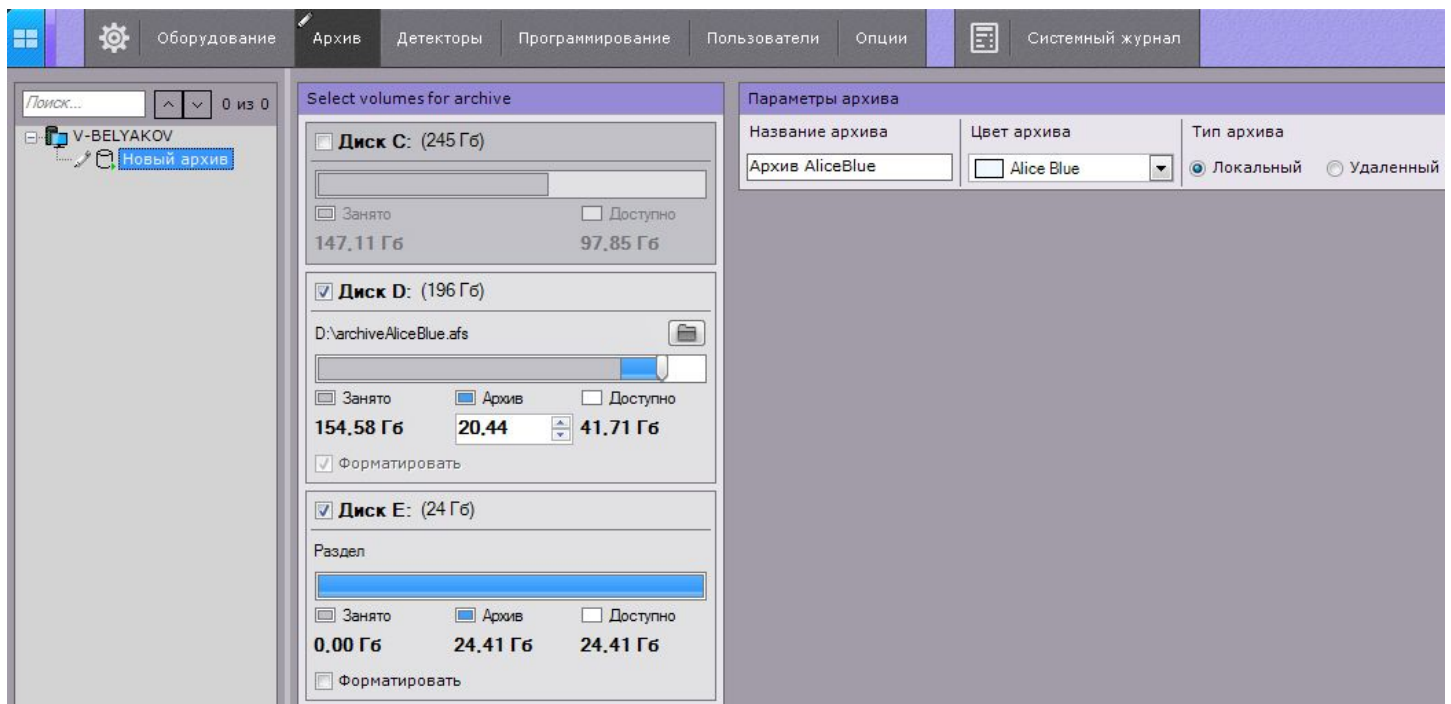 Оборудование
Архив
Детекторы
Программирование
Пользователи
Опции
Системный журнал
Поиск...
0 из 0
V-BELYAKOV
Новый архив
Select volumes for archive
Диск C: (245 Гб)
Занято
Доступно
147.11 Гб
97.85 Гб
Диск D: (196 Гб)
D:\archiveAliceBlue.afs
Занято
Архив
Доступно
154.58 Гб
20.44
41.71 Гб
Форматировать
Диск E: (24 Гб)
Раздел
Занято
Архив
Доступно
0.00 Гб
24.41 Гб
24.41 Гб
Форматировать
Параметры архива
Название архива
Цвет архива
Тип архива
Архив AliceBlue
Alice Blue
Локальный
Удаленный